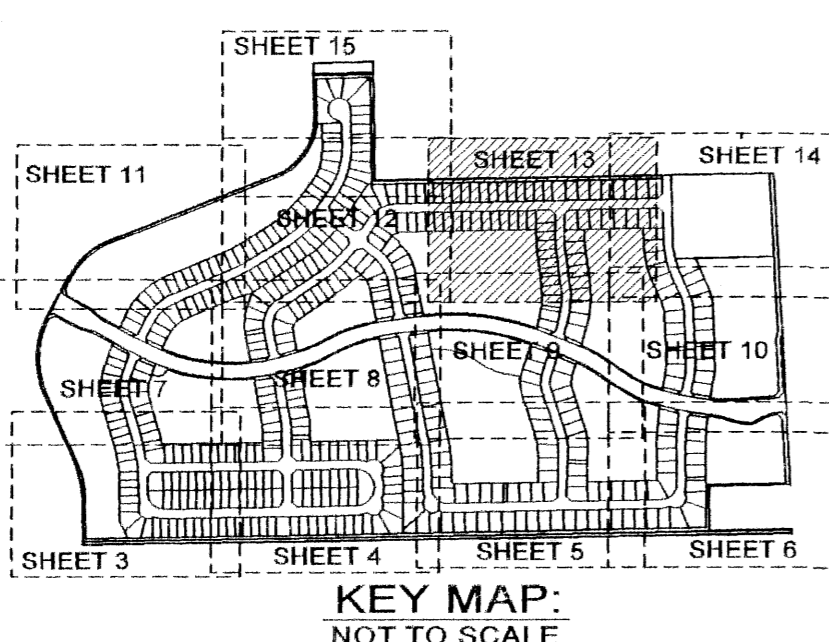 SHEET 15
SHEET 13
SHEET 14
SHEET 11
SHEET 12
SHEET 9
SHEET 10
SHEET 7
SHEET 8
SHEET 3
SHEET 4
SHEET 5
SHEET 6
KEY MAP:
NOT TO SCALE